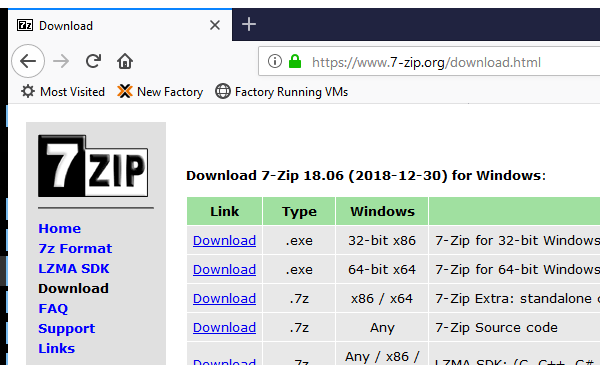 7z Download
https://www.7-zip.org/download.html
Most Visited New Factory Factory Running VMs
7ZIP
Home
7z Format
LZMA SDK
Download
FAQ
Support
Links
Download 7-Zip 18.06 (2018-12-30) for Windows:
Link Type Windows
Download .exe 32-bit x86 7-Zip for 32-bit Windows
Download .exe 64-bit x64 7-Zip for 64-bit Windows
Download .7z x86 / x64 7-Zip Extra: standalone
Download .7z Any 7-Zip Source code
Download .7z Any / x86 / LZMA SDK: (C, C++, C#